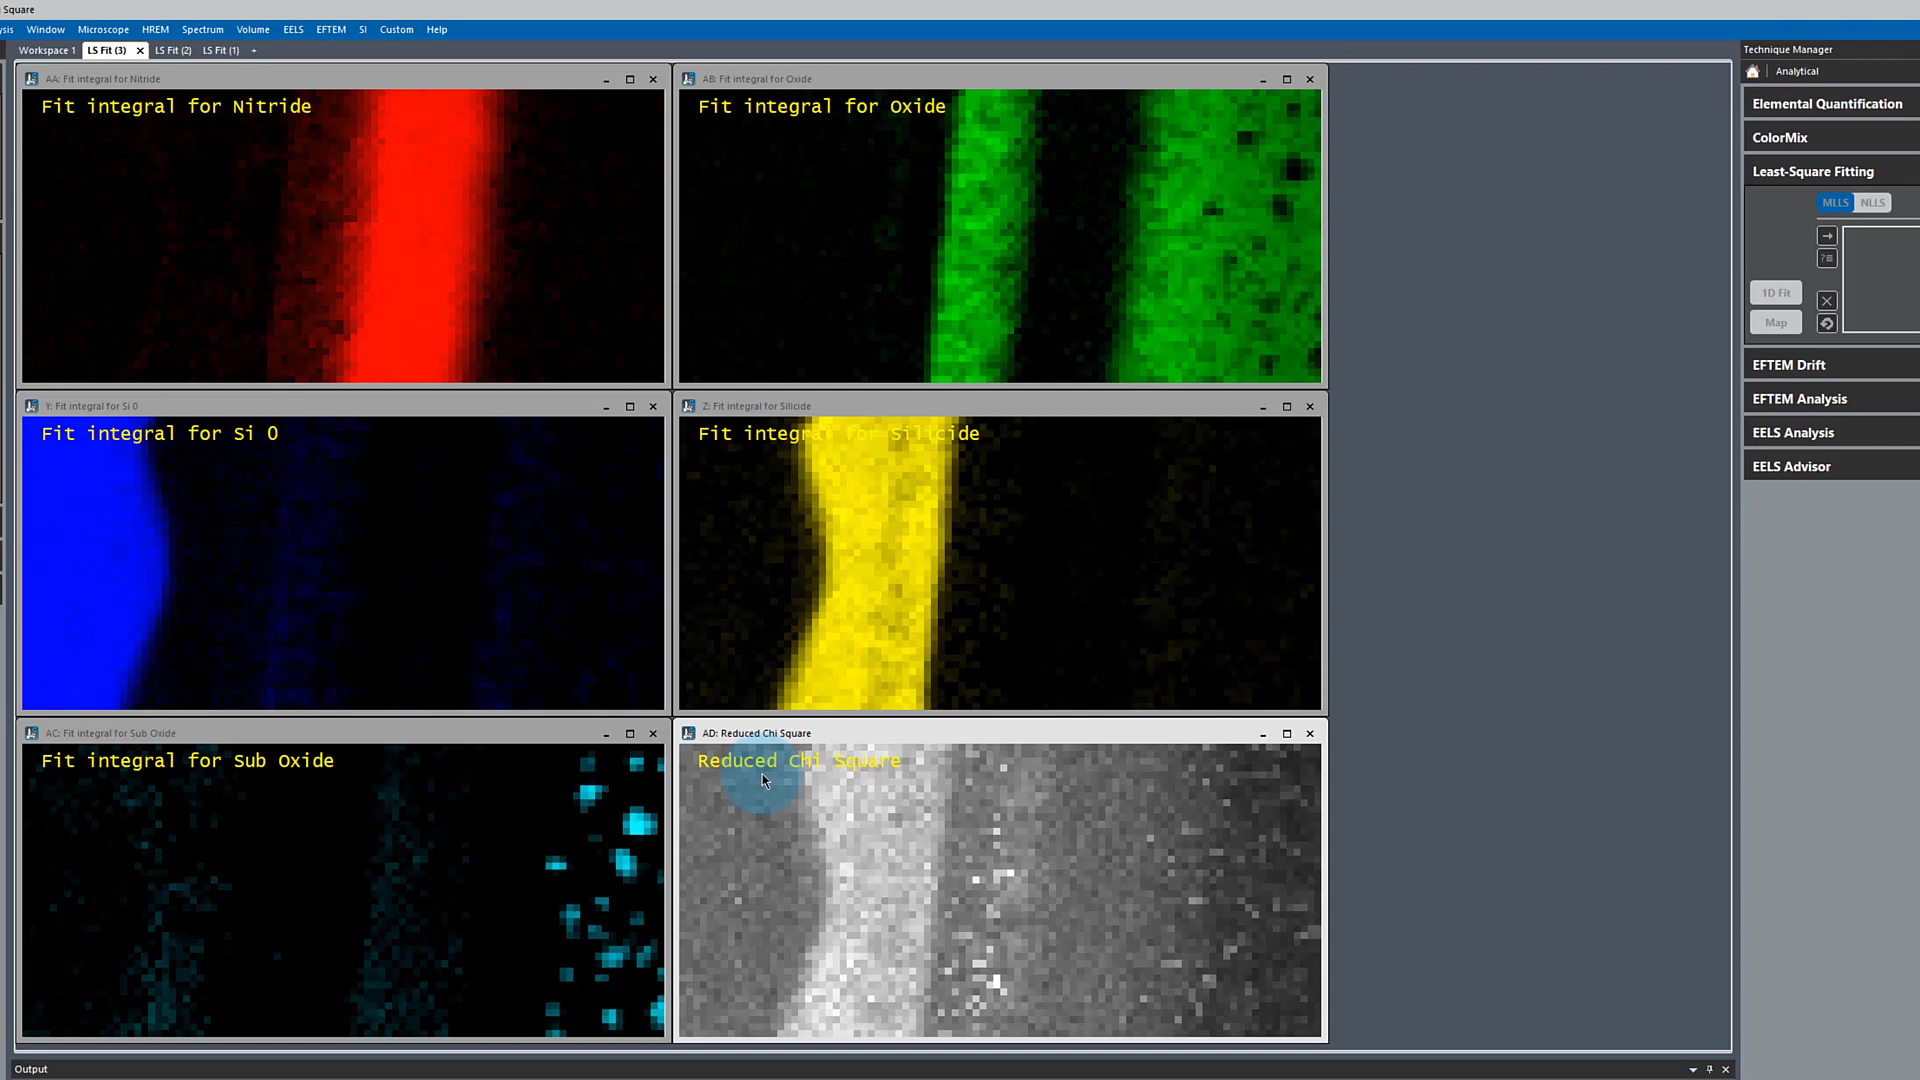 Square
ysis Window Microscope HREM Spectrum Volume EELS EFTEM SI Custom Help
Workspace 1 LS Fit (3) LS Fit (2) LS Fit (1) +
Technique Manager
Analytical
AA: Fit integral for Nitride
Fit integral for Nitride
AB: Fit integral for Oxide
Fit integral for Oxide
Y: Fit integral for Si 0
Fit integral for Si 0
Z: Fit integral for Silicide
Fit integral for Silicide
AC: Fit integral for Sub Oxide
Fit integral for Sub Oxide
AD: Reduced Chi Square
Reduced Chi Square
Elemental Quantification
ColorMix
Least-Square Fitting
MLLS NLLS
1D Fit
Map
EFTEM Drift
EFTEM Analysis
EELS Analysis
EELS Advisor
Output